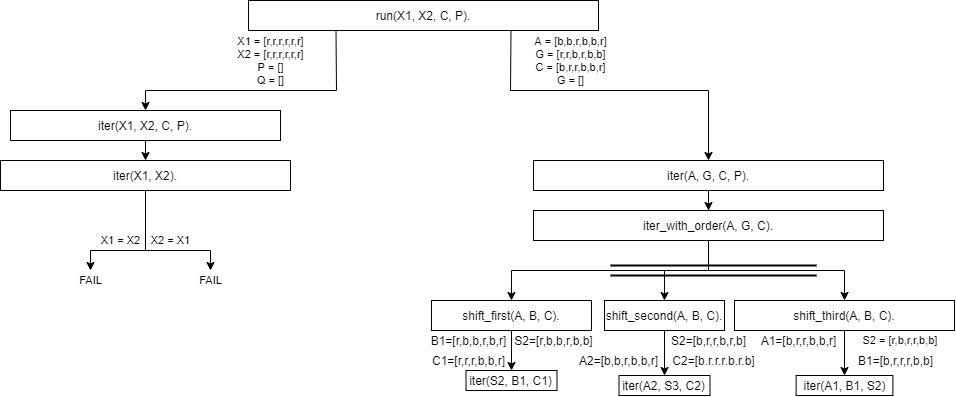 run(X1, X2, C, P).
X1 = [r,r,r,r,r,r]
X2 = [r,r,r,r,r,r]
P = []
Q = []
A = [b,b,r,b,b,r]
G = [r,r,b,r,b,b]
C = [b,r,r,b,b,r]
G = []
iter(X1, X2, C, P).
iter(X1, X2).
X1 = X2
X2 = X1
FAIL
FAIL
iter(A, G, C, P).
iter_with_order(A, G, C).
shift_first(A, B, C).
shift_second(A, B, C).
shift_third(A, B, C).
B1=[r,b,b,r,b,r]
S2=[r,b,b,r,b,b]
C1=[r,r,r,b,b,r]
iter(S2, B1, C1)
S2=[b,r,r,b,r,b]
A2=[b,b,r,b,b,r]
C2=[b.r.r.r.b.r.b]
iter(A2, S3, C2)
A1=[b,r,r,b,b,r]
S2 = [r,b,r,r,b,b]
B1=[b,r,r,r,b,b]
iter(A1, B1, S2)